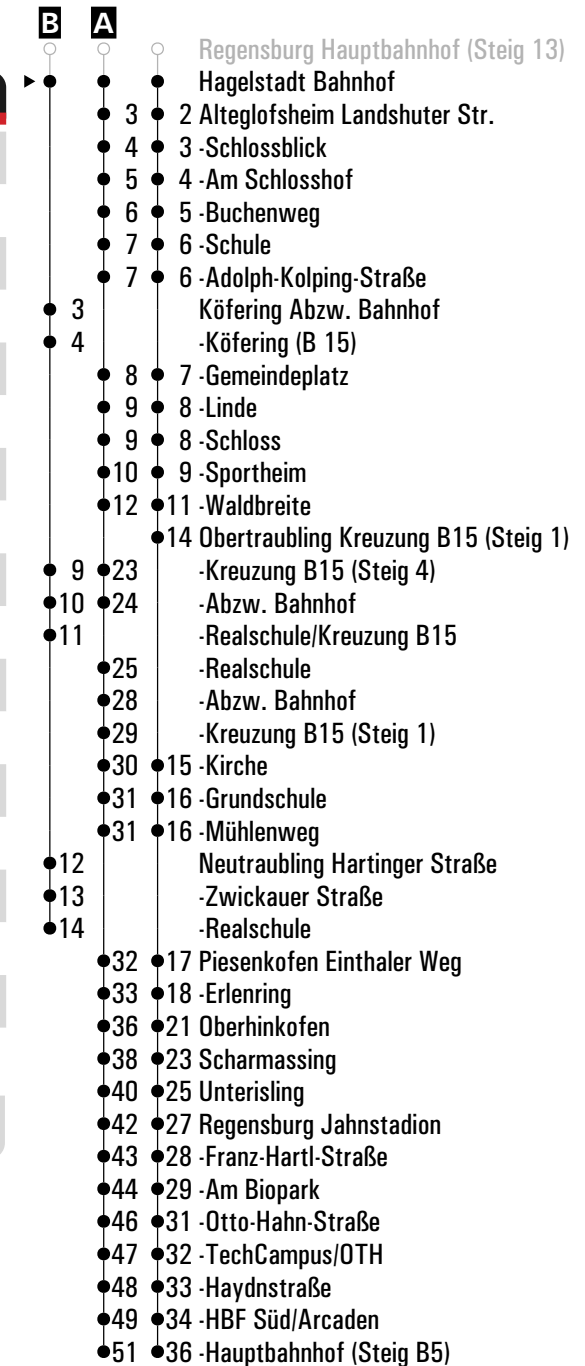 B A
Regensburg Hauptbahnhof (Steig 13)
Hagelstadt Bahnhof
3 2 Alteglofsheim Landshuter Str.
4 3 -Schlossblick
5 4 -Am Schlosshof
6 5 -Buchenweg
7 6 -Schule
7 6 -Adolph-Kolping-Straße
3 Köfering Abzw. Bahnhof
4 -Köfering (B 15)
8 7 -Gemeindeplatz
9 8 -Linde
9 8 -Schloss
10 9 -Sportheim
12 11 -Waldbreite
14 Obertraubling Kreuzung B15 (Steig 1)
9 23 -Kreuzung B15 (Steig 4)
10 24 -Abzw. Bahnhof
11 -Realschule/Kreuzung B15
25 -Realschule
28 -Abzw. Bahnhof
29 -Kreuzung B15 (Steig 1)
30 15 -Kirche
31 16 -Grundschule
31 16 -Mühlenweg
12 Neutraubling Hartinger Straße
13 -Zwickauer Straße
14 -Realschule
32 17 Piesenkofen Einthaler Weg
33 18 -Erlenring
36 21 Oberhinkofen
38 23 Scharmassing
40 25 Unterisling
42 27 Regensburg Jahnstadion
43 28 -Franz-Hartl-Straße
44 29 -Am Biopark
46 31 -Otto-Hahn-Straße
47 32 -TechCampus/OTH
48 33 -Haydnstraße
49 34 -HBF Süd/Arcaden
51 36 -Hauptbahnhof (Steig B5)